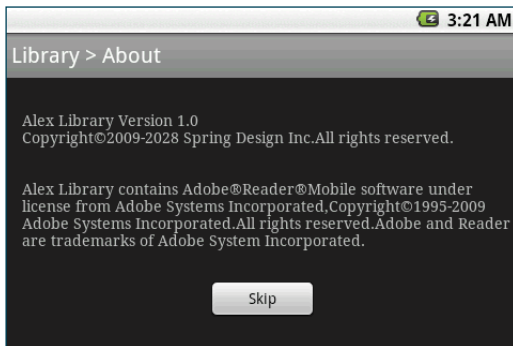 3:21 AM
Library > About
Alex Library Version 1.0
Copyright©2009-2028 Spring Design Inc.All rights reserved.
Alex Library contains Adobe®Reader®Mobile software under
license from Adobe Systems Incorporated,Copyright©1995-2009
Adobe Systems Incorporated.All rights reserved.Adobe and Reader
are trademarks of Adobe System Incorporated.
Skip